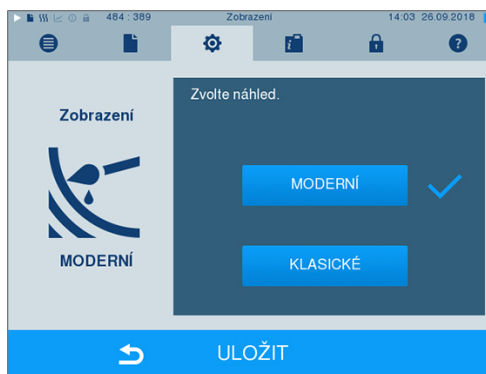 484 : 389 Zobrazení 14:03 26.09.2018
Zobrazení
MODERNÍ
Zvolte náhled.
MODERNÍ
KLASICKÉ
ULOŽIT